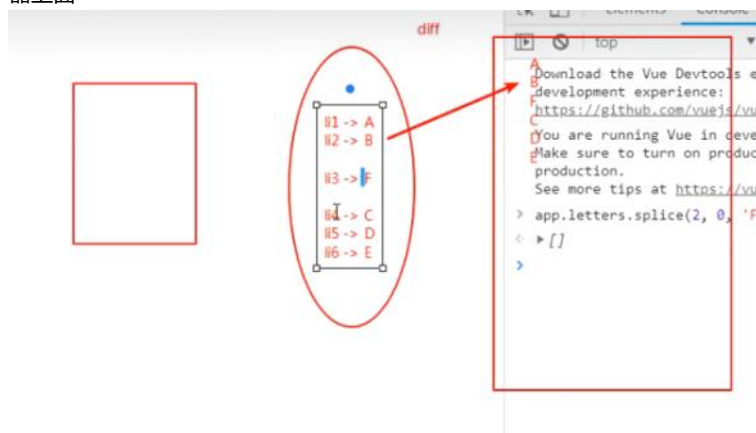 diff
Elements Console
top
li1 -> A
li2 -> B
li3 -> F
li4 -> C
li5 -> D
li6 -> E
A
B
F
C
D
E
Download the Vue Devtools e
development experience:
https://github.com/vuejs/vu
You are running Vue in deve
Make sure to turn on produc
production.
See more tips at https://vu
> app.letters.splice(2, 0, 'F
[]